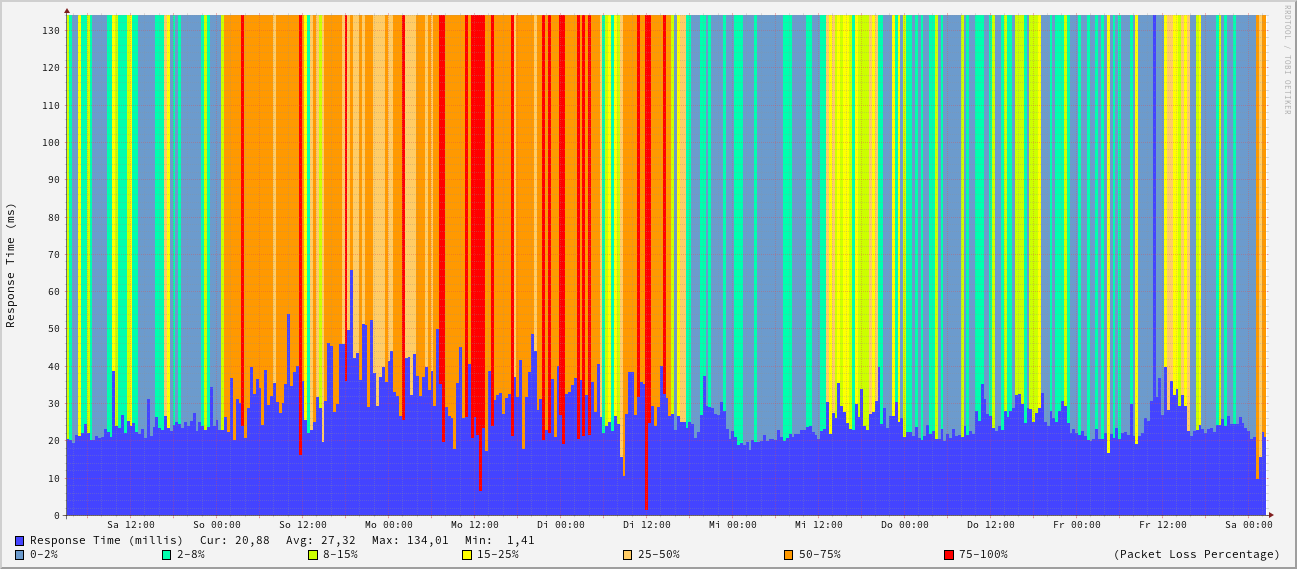 RRDTOOL / TOBI OETIKER
Response Time (ms)
130
120
110
100
90
80
70
60
50
40
30
20
10
0
Sa 12:00 So 00:00 So 12:00 Mo 00:00 Mo 12:00 Di 00:00 Di 12:00 Mi 00:00 Mi 12:00 Do 00:00 Do 12:00 Fr 00:00 Fr 12:00 Sa 00:00
Response Time (millis) Cur: 20,88 Avg: 27,32 Max: 134,01 Min: 1,41
0-2% 2-8% 8-15% 15-25% 25-50% 50-75% 75-100% (Packet Loss Percentage)